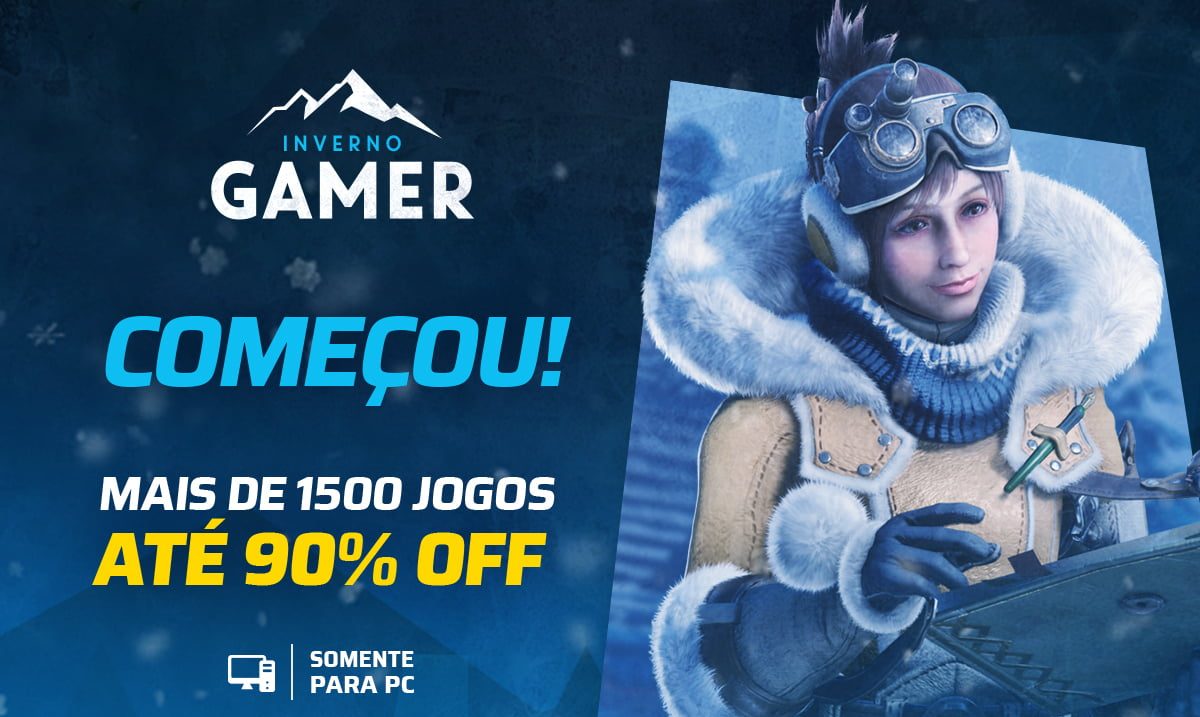 INVERNO
GAMER
COMEÇOU!
MAIS DE 1500 JOGOS
ATÉ 90% OFF
SOMENTE
PARA PC